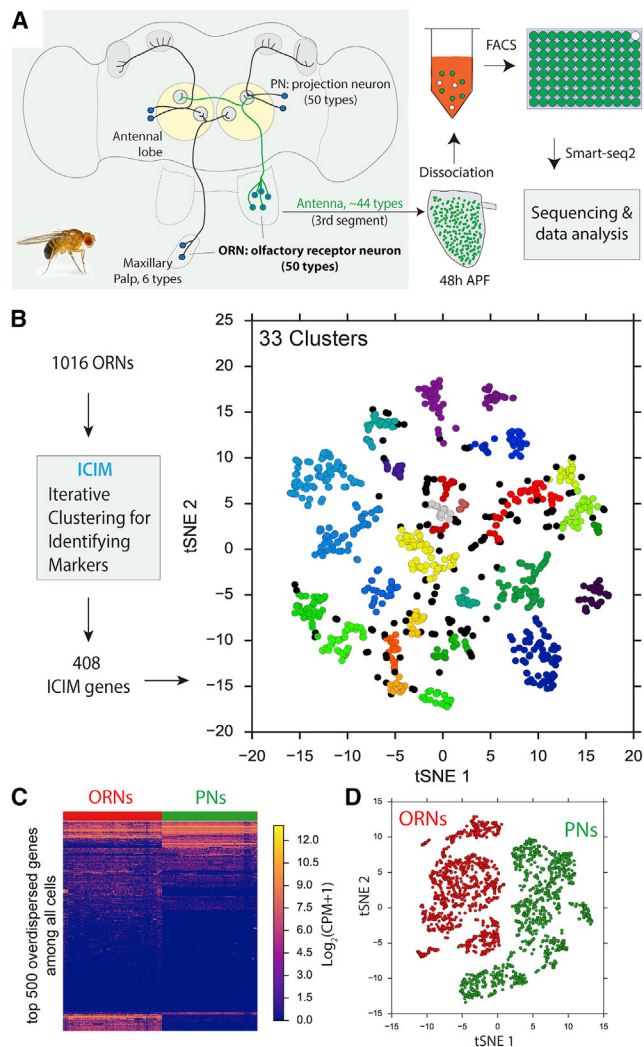 A
PN: projection neuron
(50 types)
Antennal
lobe
Antenna, ~44 types
(3rd segment)
ORN: olfactory receptor neuron
(50 types)
Maxillary
Palp, 6 types
FACS
Dissociation
48h APF
Smart-seq2
Sequencing &
data analysis
B
1016 ORNs
ICIM
Iterative
Clustering for
Identifying
Markers
408
ICIM genes
33 Clusters
25
20
15
10
5
0
−5
−10
−15
−20
tSNE 2
−20 −15 −10 −5 0 5 10 15 20
tSNE 1
C
ORNs PNs
top 500 overdispersed genes
among all cells
12.0
10.5
9.0
7.5
6.0
4.5
3.0
1.5
0.0
Log2(CPM+1)
D
ORNs
PNs
15
10
5
0
−5
−10
−15
tSNE 2
−15 −10 −5 0 5 10 15
tSNE 1